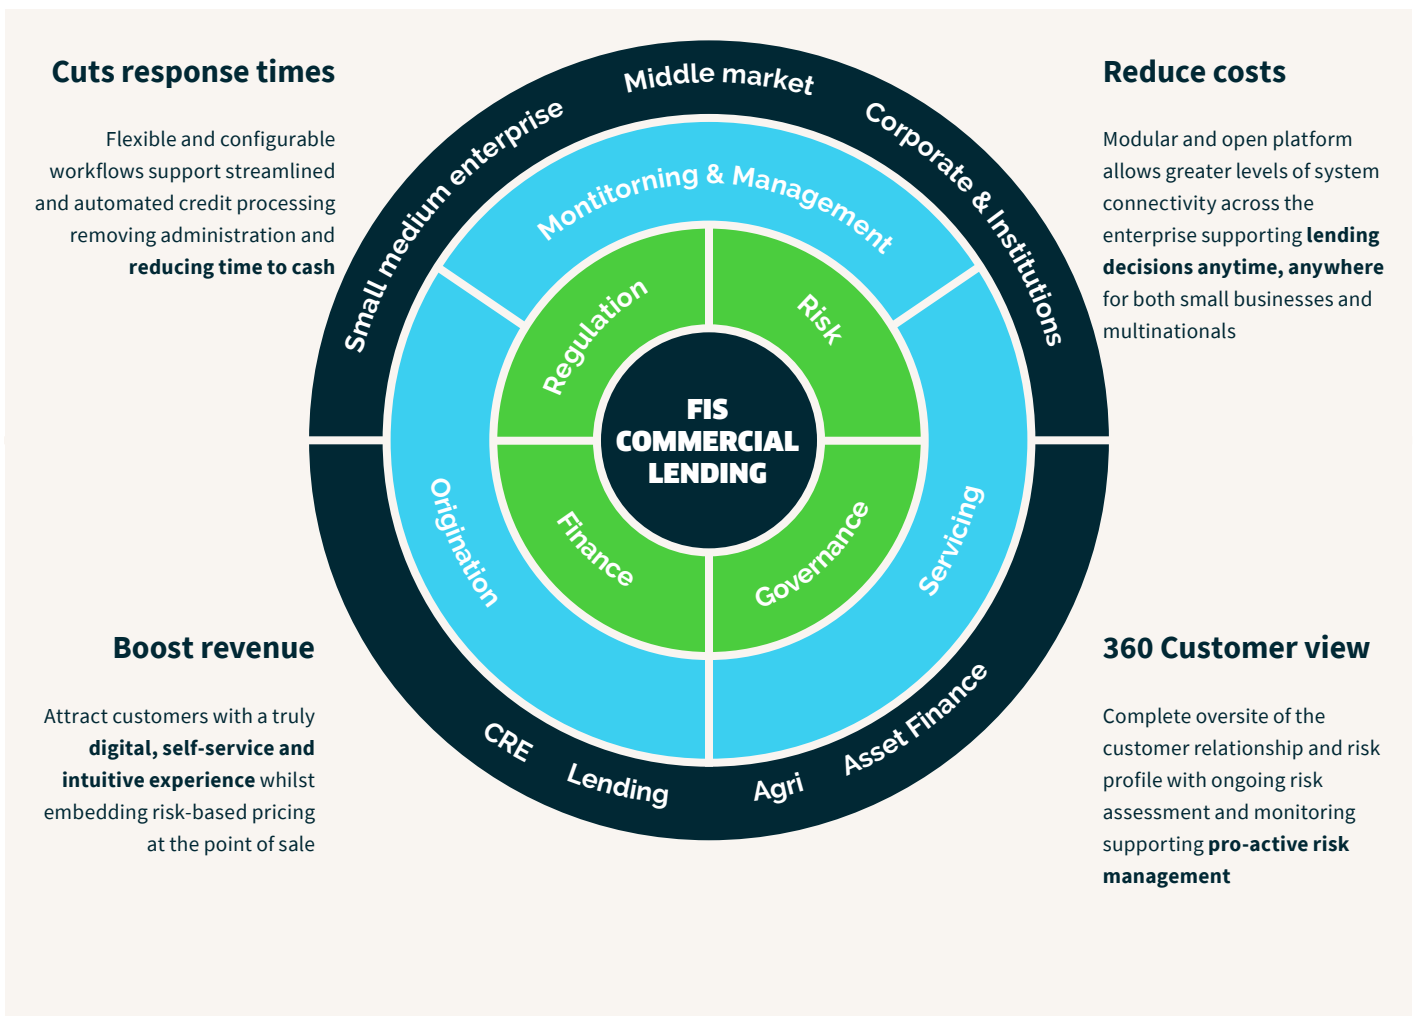 Cuts response times
Flexible and configurable
workflows support streamlined
and automated credit processing
removing administration and
reducing time to cash
Reduce costs
Modular and open platform
allows greater levels of system
connectivity across the
enterprise supporting lending
decisions anytime, anywhere
for both small businesses and
multinationals
Small medium enterprise
Middle market
Corporate & Institutions
Montitorning & Management
Regulation
Risk
FIS
COMMERCIAL
LENDING
Origination
Finance
Governance
Servicing
CRE
Lending
Agri
Asset Finance
Boost revenue
Attract customers with a truly
digital, self-service and
intuitive experience whilst
embedding risk-based pricing
at the point of sale
360 Customer view
Complete oversite of the
customer relationship and risk
profile with ongoing risk
assessment and monitoring
supporting pro-active risk
management